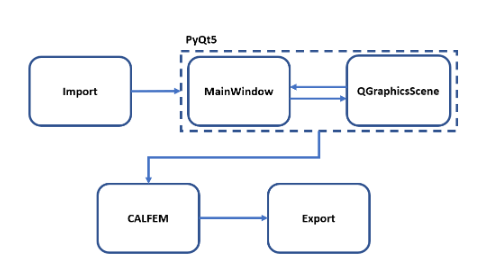 PyQt5
Import
MainWindow
QGraphicsScene
CALFEM
Export